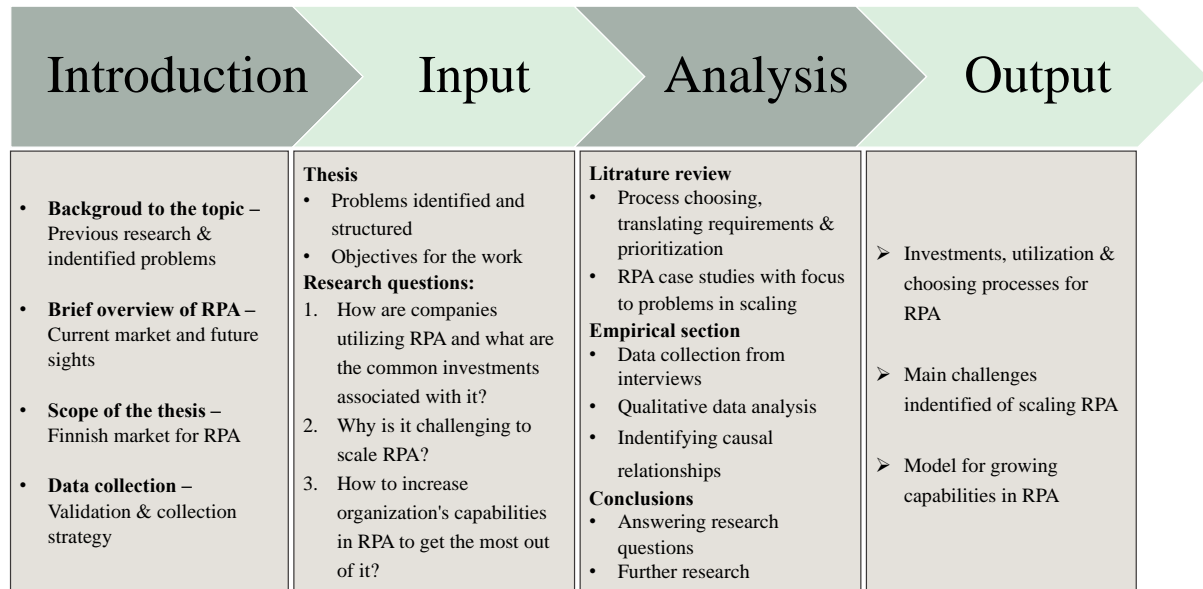 Introduction
Input
Analysis
Output
• Backgroud to the topic –
Previous research &
indentified problems
• Brief overview of RPA –
Current market and future
sights
• Scope of the thesis –
Finnish market for RPA
• Data collection –
Validation & collection
strategy
Thesis
• Problems identified and
structured
• Objectives for the work
Research questions:
1. How are companies
utilizing RPA and what are
the common investments
associated with it?
2. Why is it challenging to
scale RPA?
3. How to increase
organization's capabilities
in RPA to get the most out
of it?
Litrature review
• Process choosing,
translating requirements &
prioritization
• RPA case studies with focus
to problems in scaling
Empirical section
• Data collection from
interviews
• Qualitative data analysis
• Indentifying causal
relationships
Conclusions
• Answering research
questions
• Further research
➢ Investments, utilization &
choosing processes for
RPA
➢ Main challenges
indentified of scaling RPA
➢ Model for growing
capabilities in RPA